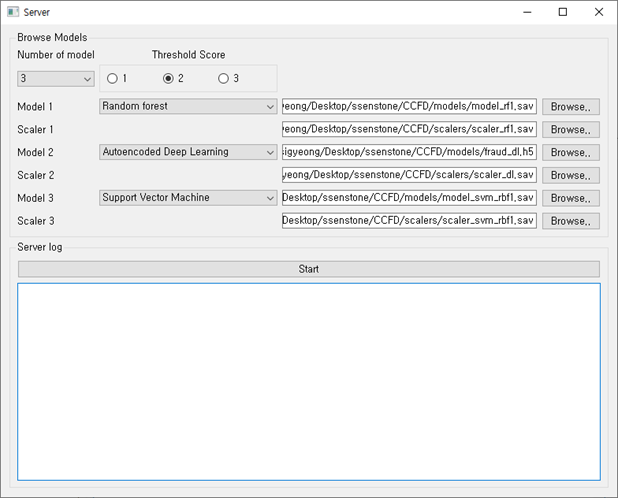 Server
Browse Models
Number of model Threshold Score
3 1 2 3
Model 1 Random forest yeong/Desktop/ssenstone/CCFD/models/model_rf1.sav Browse..
Scaler 1 yeong/Desktop/ssenstone/CCFD/scalers/scaler_rf1.sav Browse..
Model 2 Autoencoded Deep Learning sigyeong/Desktop/ssenstone/CCFD/models/fraud_dl.h5 Browse..
Scaler 2 yeong/Desktop/ssenstone/CCFD/scalers/scaler_dl.sav Browse..
Model 3 Support Vector Machine Desktop/ssenstone/CCFD/models/model_svm_rbf1.sav Browse..
Scaler 3 Desktop/ssenstone/CCFD/scalers/scaler_svm_rbf1.sav Browse..
Server log
Start